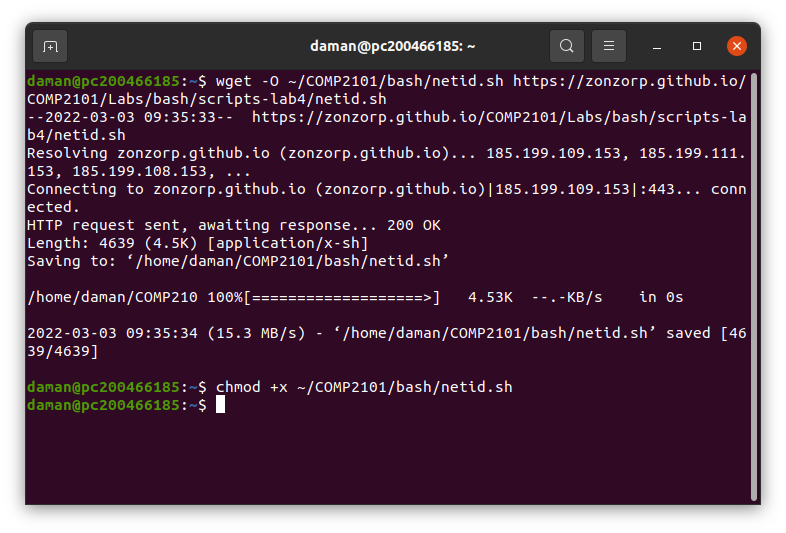 daman@pc200466185: ~
daman@pc200466185:~$ wget -O ~/COMP2101/bash/netid.sh https://zonzorp.github.io/
COMP2101/Labs/bash/scripts-lab4/netid.sh
--2022-03-03 09:35:33--  https://zonzorp.github.io/COMP2101/Labs/bash/scripts-la
b4/netid.sh
Resolving zonzorp.github.io (zonzorp.github.io)... 185.199.109.153, 185.199.111.
153, 185.199.108.153, ...
Connecting to zonzorp.github.io (zonzorp.github.io)|185.199.109.153|:443... conn
ected.
HTTP request sent, awaiting response... 200 OK
Length: 4639 (4.5K) [application/x-sh]
Saving to: ‘/home/daman/COMP2101/bash/netid.sh’
/home/daman/COMP210 100%[===================>]   4.53K  --.-KB/s    in 0s
2022-03-03 09:35:34 (15.3 MB/s) - ‘/home/daman/COMP2101/bash/netid.sh’ saved [46
39/4639]
daman@pc200466185:~$ chmod +x ~/COMP2101/bash/netid.sh
daman@pc200466185:~$